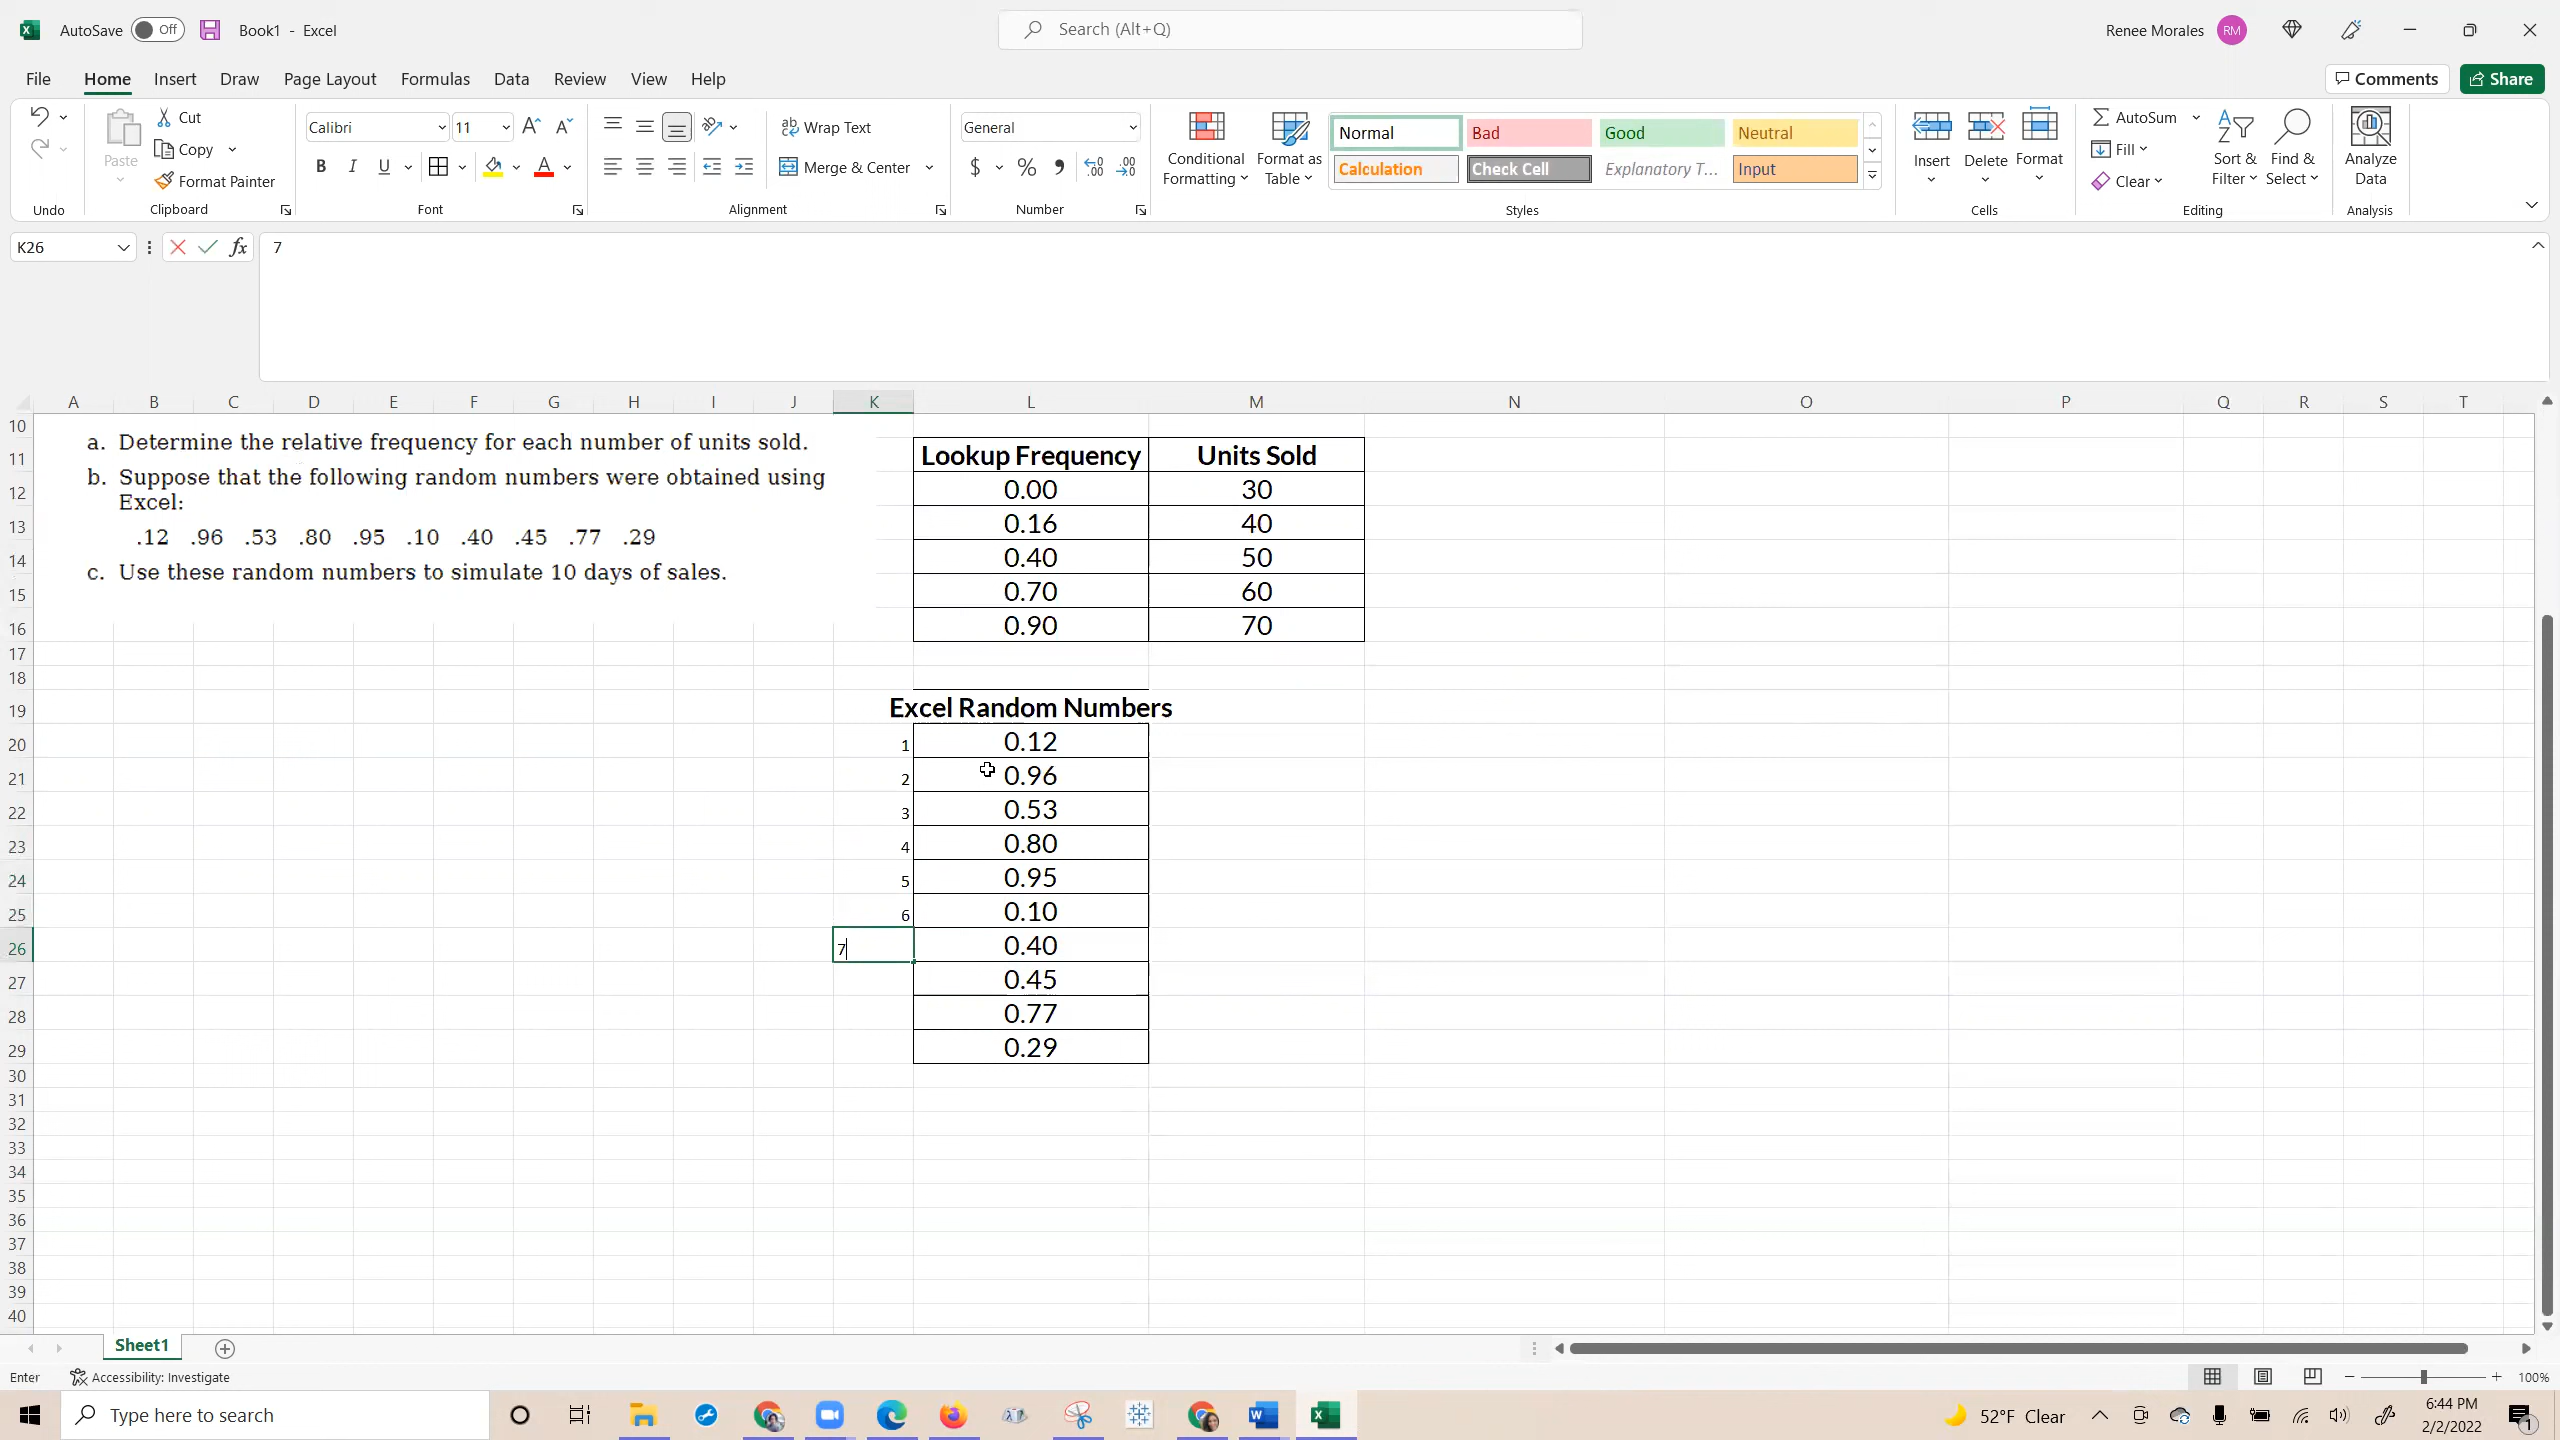 AutoSave Off Book1 - Excel Search (Alt+Q) Renee Morales RM
File Home Insert Draw Page Layout Formulas Data Review View Help Comments Share
Paste Cut Copy Format Painter
Calibri 11 B I U A
ab Wrap Text Merge & Center
General $ % 9
Conditional Formatting Format as Table
Normal Bad Good Neutral
Calculation Check Cell Explanatory T... Input
Insert Delete Format
AutoSum Fill Clear Sort & Filter Find & Select Analyze Data
Undo Clipboard Font Alignment Number Styles Cells Editing Analysis
K26 fx 7
A B C D E F G H I J K L M N O P Q R S T
10 a. Determine the relative frequency for each number of units sold.
b. Suppose that the following random numbers were obtained using
Excel:
.12 .96 .53 .80 .95 .10 .40 .45 .77 .29
c. Use these random numbers to simulate 10 days of sales.
11 Lookup Frequency Units Sold
12 0.00 30
13 0.16 40
14 0.40 50
15 0.70 60
16 0.90 70
17
18
19 Excel Random Numbers
20 1 0.12
21 2 0.96
22 3 0.53
23 4 0.80
24 5 0.95
25 6 0.10
26 7 0.40
27 0.45
28 0.77
29 0.29
30
31
32
33
34
35
36
37
38
39
40
Sheet1
Enter Accessibility: Investigate 100%
Type here to search 52°F Clear 6:44 PM
2/2/2022 1